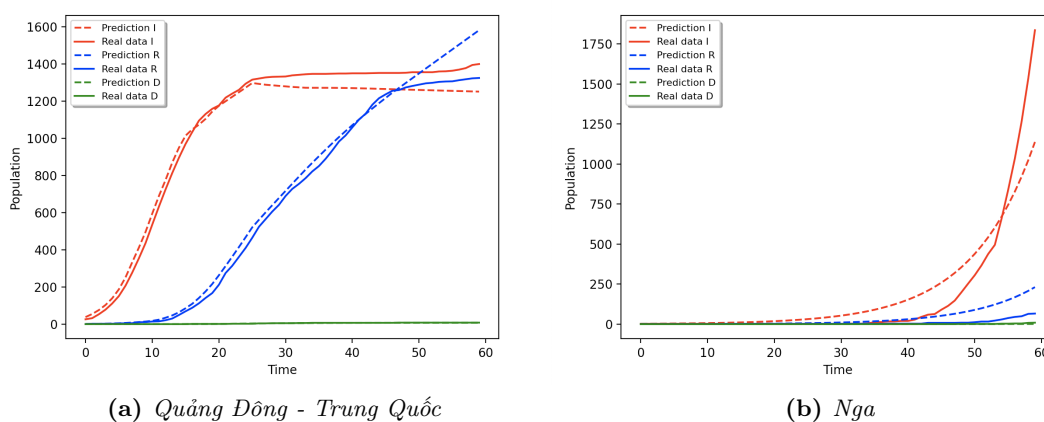 Prediction I
Real data I
Prediction R
Real data R
Prediction D
Real data D
1600
1400
1200
1000
800
600
400
200
0
Population
0 10 20 30 40 50 60
Time
(a) Quảng Đông - Trung Quốc
Prediction I
Real data I
Prediction R
Real data R
Prediction D
Real data D
1750
1500
1250
1000
750
500
250
0
Population
0 10 20 30 40 50 60
Time
(b) Nga